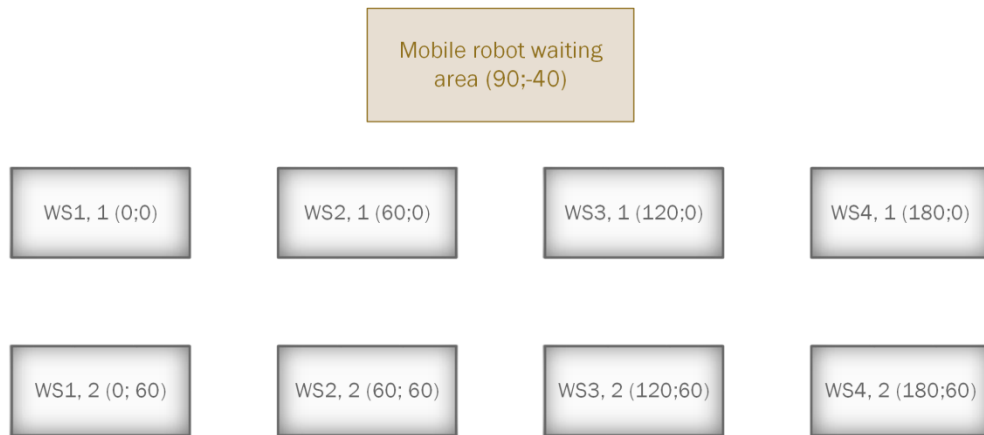 Mobile robot waiting
area (90;-40)
WS1, 1 (0;0)
WS2, 1 (60;0)
WS3, 1 (120;0)
WS4, 1 (180;0)
WS1, 2 (0; 60)
WS2, 2 (60; 60)
WS3, 2 (120;60)
WS4, 2 (180;60)